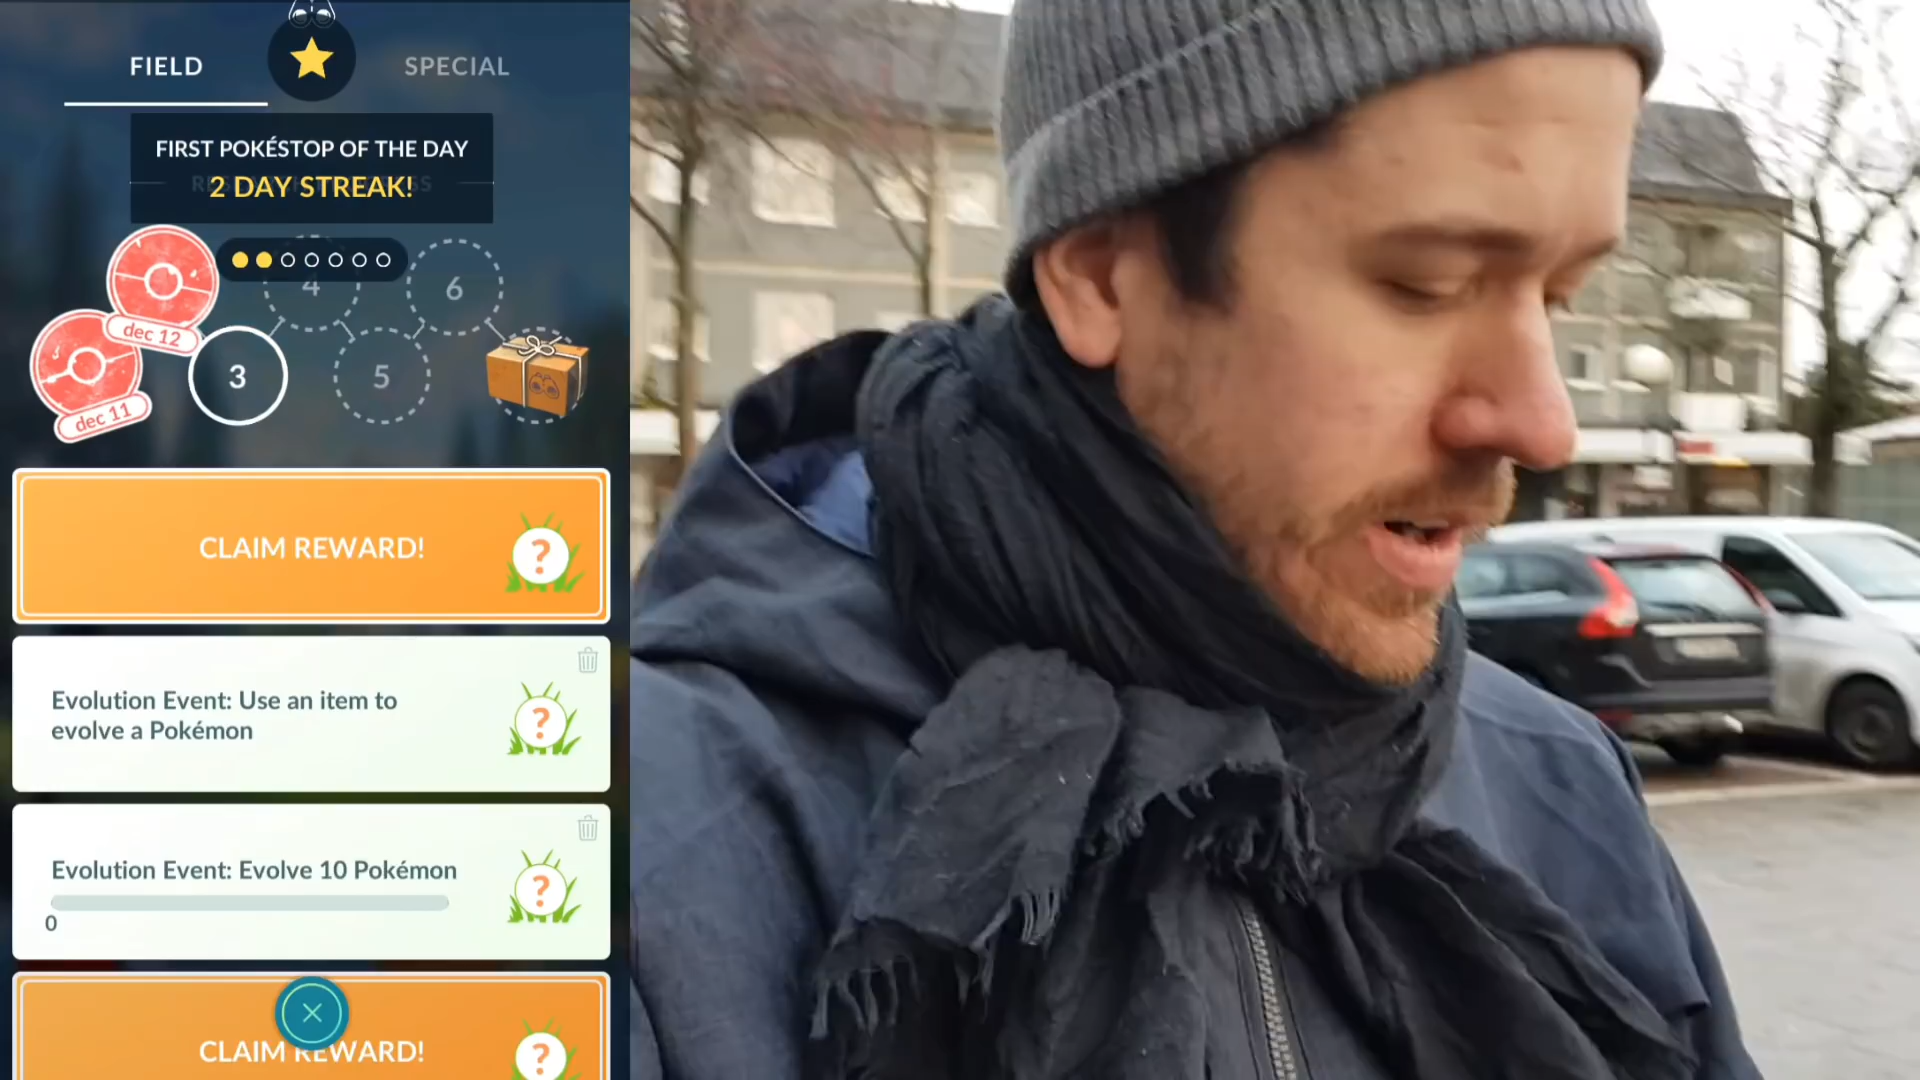 FIELD
SPECIAL
FIRST POKÉSTOP OF THE DAY
2 DAY STREAK!
dec 12
4
6
dec 11
3
5
CLAIM REWARD!
?
Evolution Event: Use an item to
evolve a Pokémon
?
Evolution Event: Evolve 10 Pokémon
?
0
CLAIM REWARD!
?